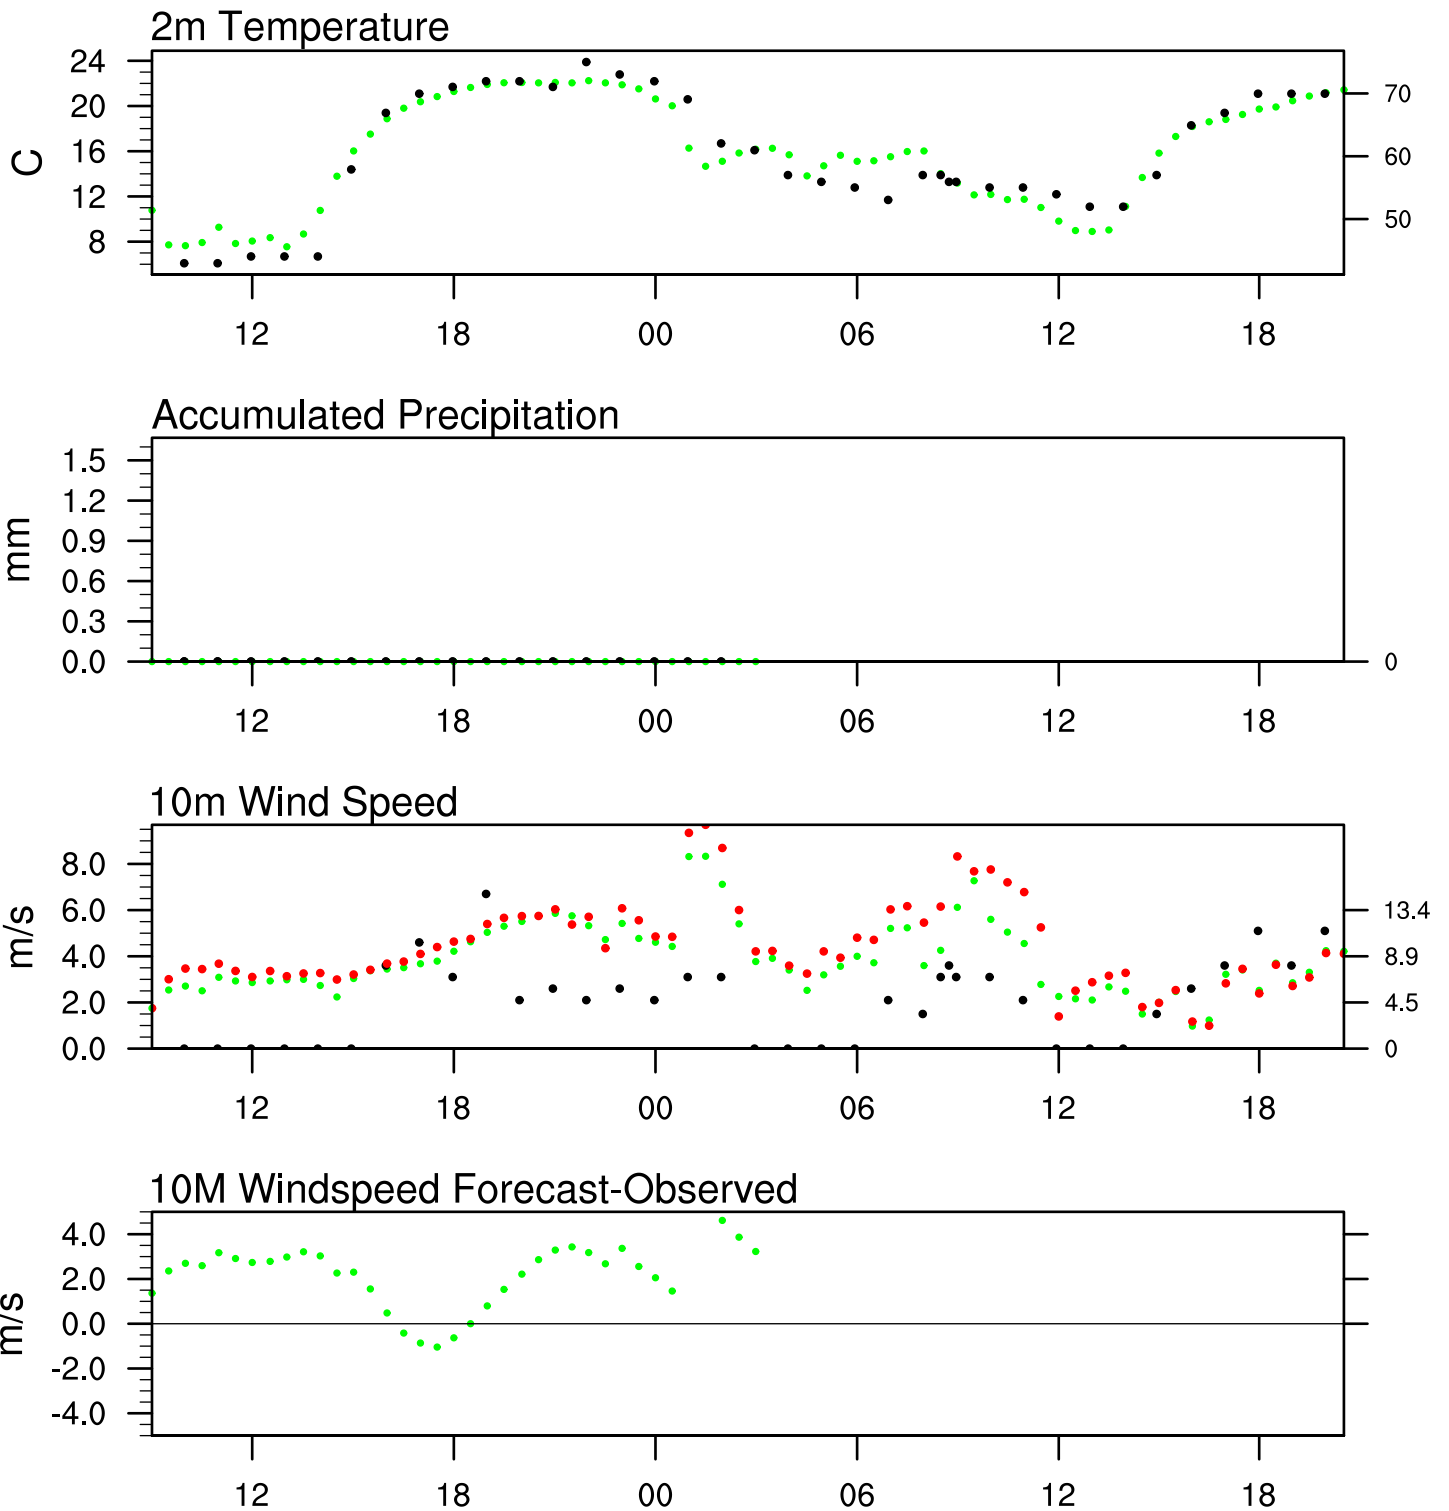 2m Temperature
24
20
16
12
8
C
70
60
50
12 18 00 06 12 18
Accumulated Precipitation
1.5
1.2
0.9
0.6
0.3
0.0
mm
0
12 18 00 06 12 18
10m Wind Speed
8.0
6.0
4.0
2.0
0.0
m/s
13.4
8.9
4.5
0
12 18 00 06 12 18
10M Windspeed Forecast-Observed
4.0
2.0
0.0
-2.0
-4.0
m/s
12 18 00 06 12 18